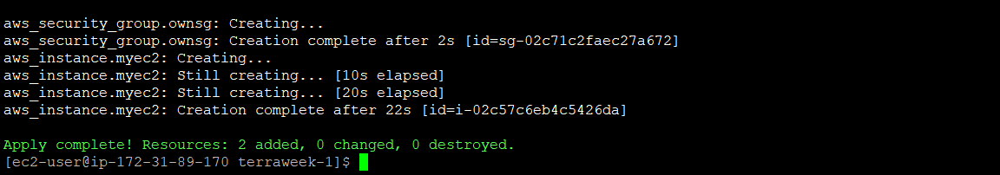 aws_security_group.ownsg: Creating...
aws_security_group.ownsg: Creation complete after 2s [id=sg-02c71c2faec27a672]
aws_instance.myec2: Creating...
aws_instance.myec2: Still creating... [10s elapsed]
aws_instance.myec2: Still creating... [20s elapsed]
aws_instance.myec2: Creation complete after 22s [id=i-02c57c6eb4c5426da]
Apply complete! Resources: 2 added, 0 changed, 0 destroyed.
[ec2-user@ip-172-31-89-170 terraweek-1]$